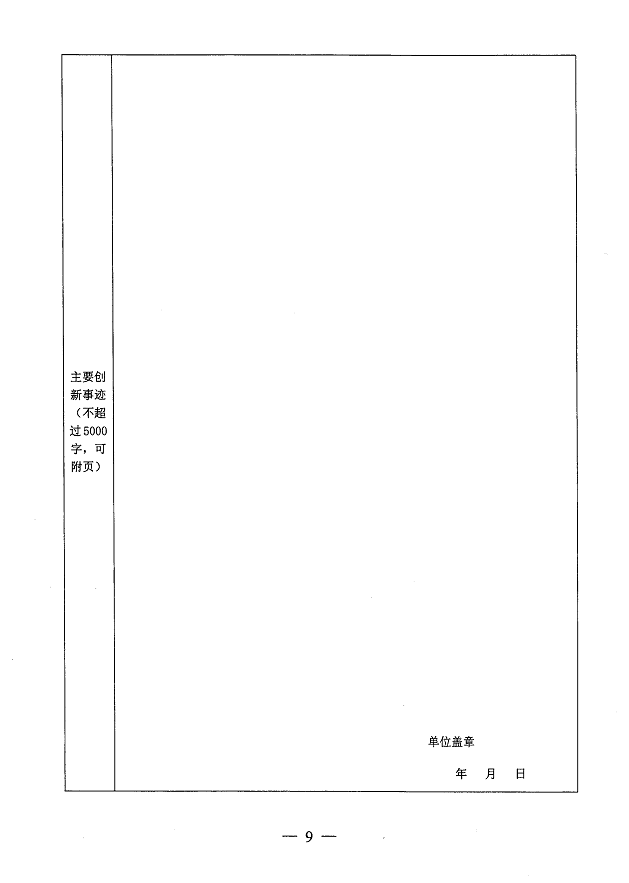 主要创
新事迹
（不超
过5000
字，可
附页）
单位盖章
年 月 日
— 9 —